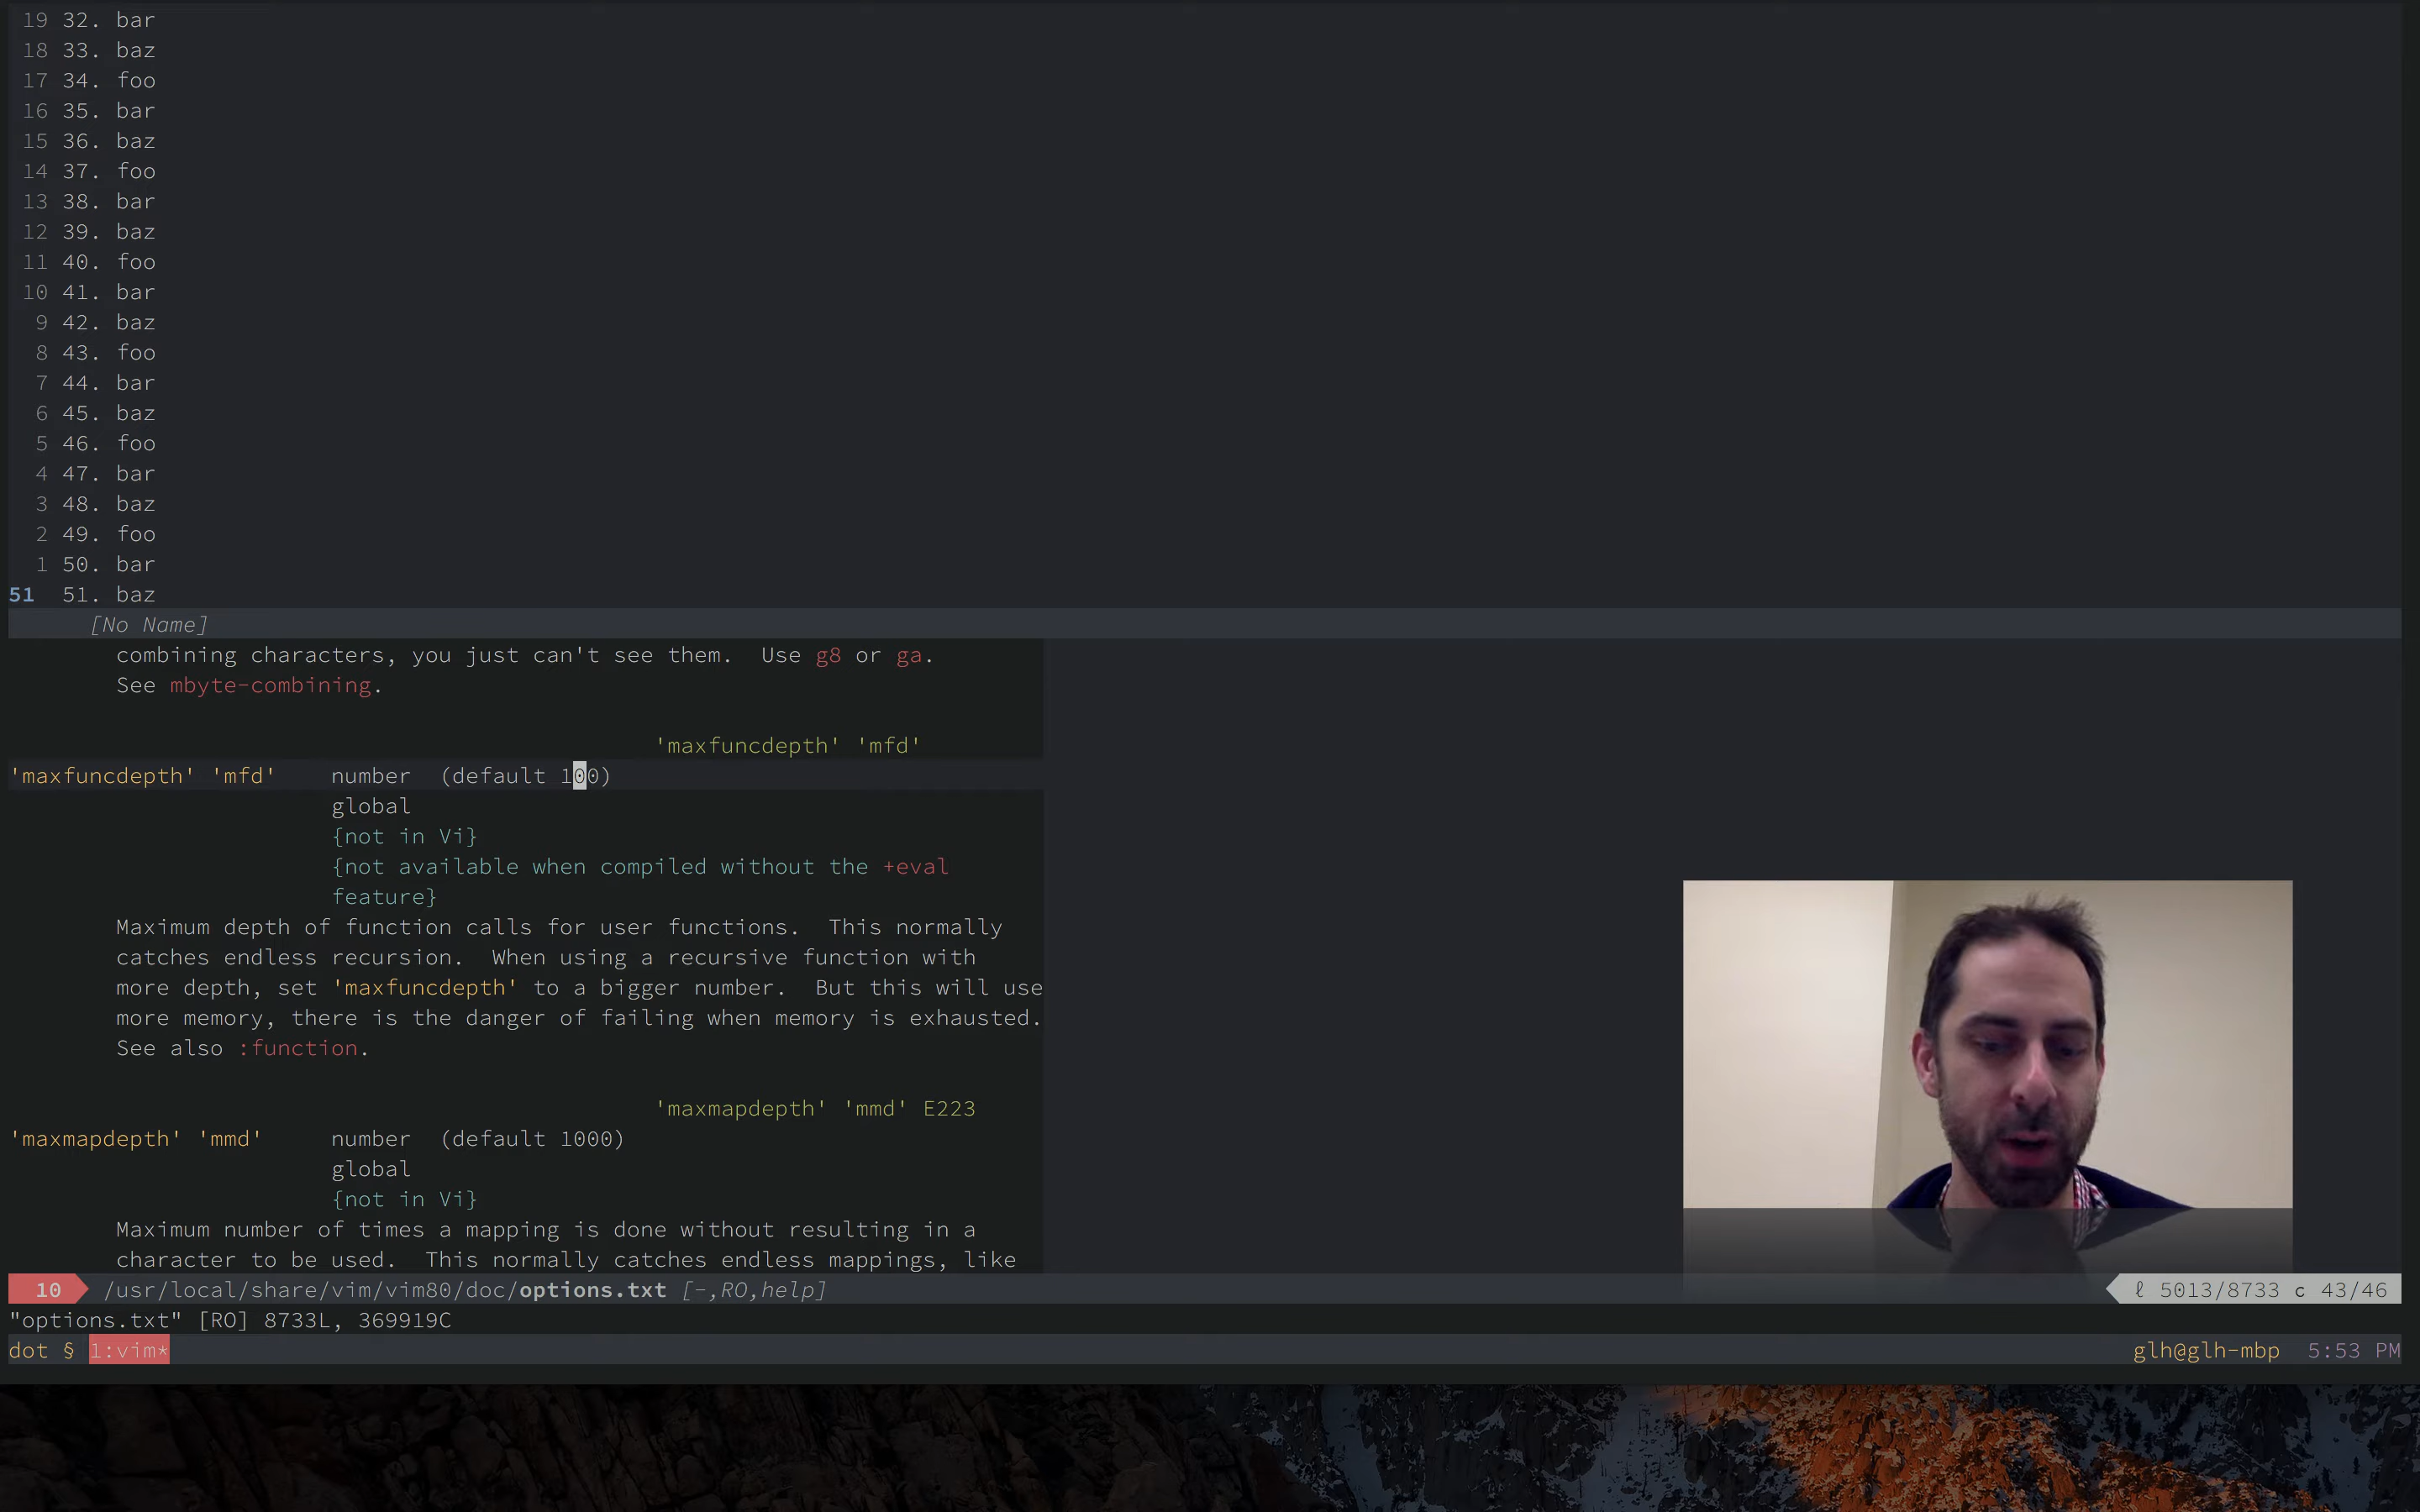 19 32. bar
18 33. baz
17 34. foo
16 35. bar
15 36. baz
14 37. foo
13 38. bar
12 39. baz
11 40. foo
10 41. bar
9 42. baz
8 43. foo
7 44. bar
6 45. baz
5 46. foo
4 47. bar
3 48. baz
2 49. foo
1 50. bar
51 51. baz
[No Name]
combining characters, you just can't see them.  Use g8 or ga.
See mbyte-combining.
'maxfuncdepth' 'mfd'
'maxfuncdepth' 'mfd' number (default 100)
global
{not in Vi}
{not available when compiled without the +eval
feature}
Maximum depth of function calls for user functions.  This normally
catches endless recursion.  When using a recursive function with
more depth, set 'maxfuncdepth' to a bigger number.  But this will use
more memory, there is the danger of failing when memory is exhausted.
See also :function.
'maxmapdepth' 'mmd' E223
'maxmapdepth' 'mmd' number (default 1000)
global
{not in Vi}
Maximum number of times a mapping is done without resulting in a
character to be used.  This normally catches endless mappings, like
10 /usr/local/share/vim/vim80/doc/options.txt [-,RO,help] ℓ 5013/8733 c 43/46
"options.txt" [RO] 8733L, 369919C
dot § 1:vim* glh@glh-mbp 5:53 PM